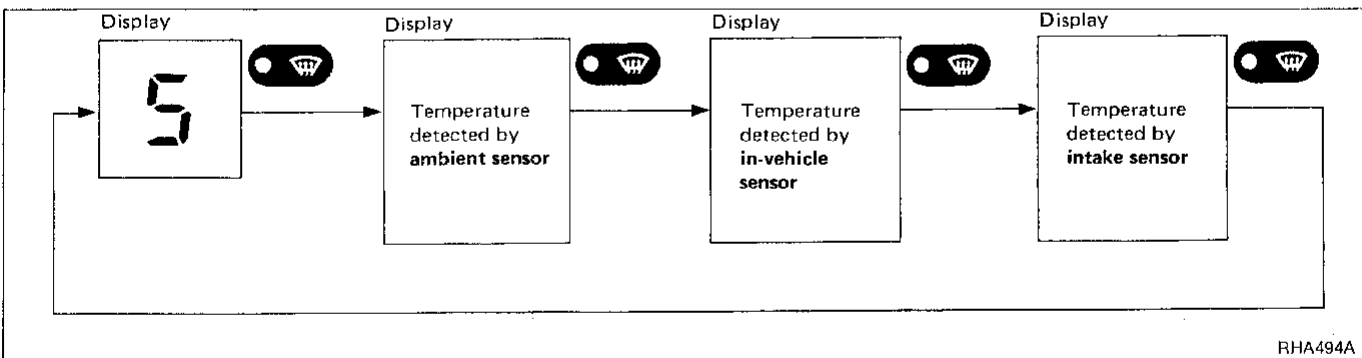 Display
5
Display
Temperature
detected by
ambient sensor
Display
Temperature
detected by
in-vehicle
sensor
Display
Temperature
detected by
intake sensor
RHA494A